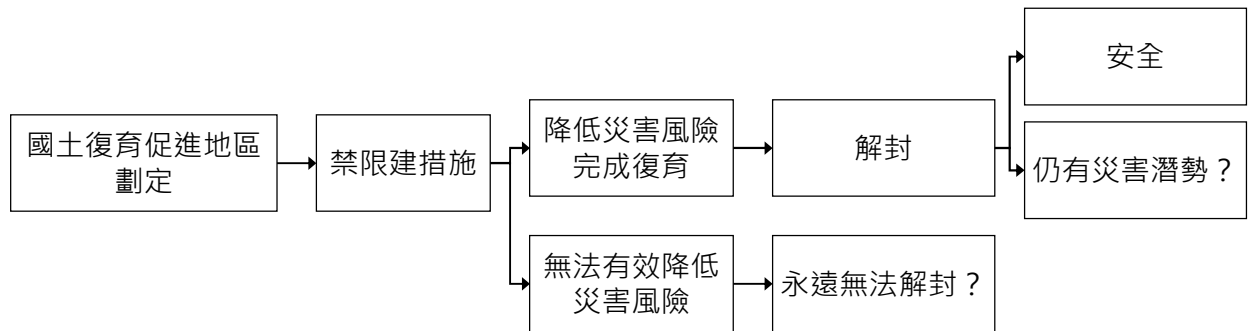 國土復育促進地區
劃定
禁限建措施
降低災害風險
完成復育
解封
安全
仍有災害潛勢？
無法有效降低
災害風險
永遠無法解封？